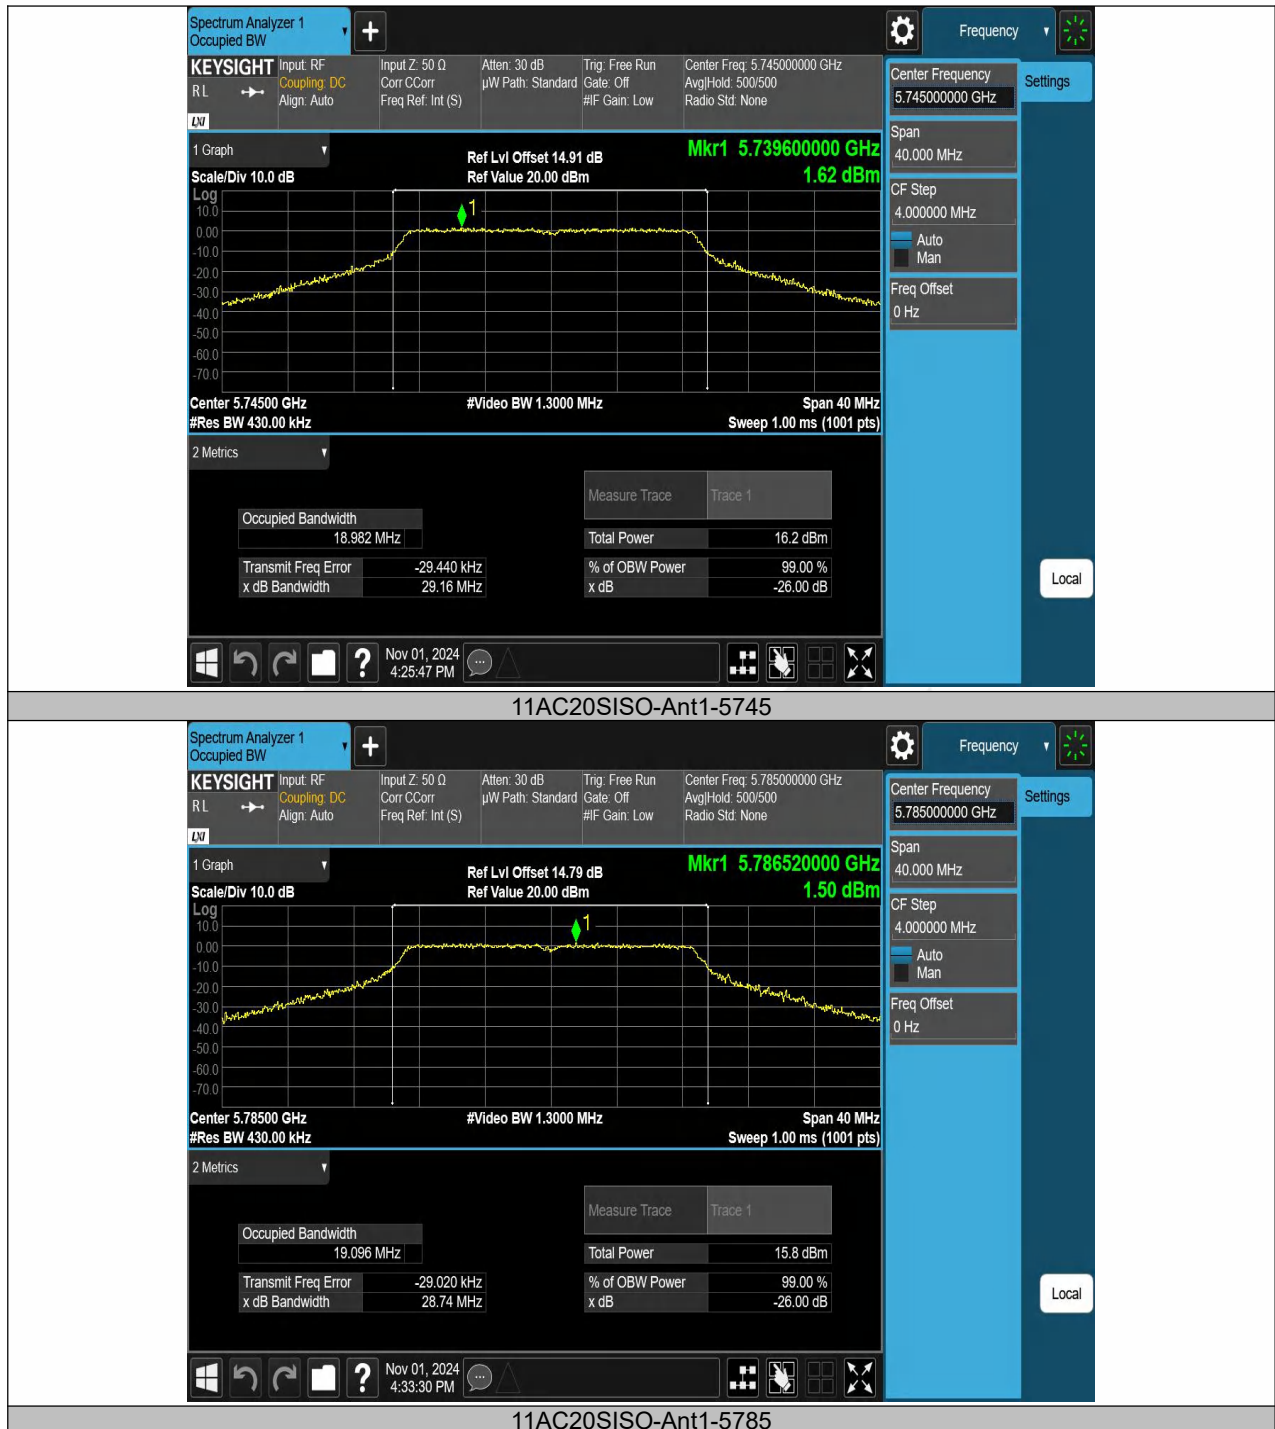 Spectrum Analyzer 1
Occupied BW
+
Frequency
KEYSIGHT
Input: RF
Input Z: 50 Ω
Atten: 30 dB
Trig: Free Run
Center Freq: 5.745000000 GHz
R L
Coupling: DC
Corr CCorr
µW Path: Standard
Gate: Off
Avg|Hold: 500/500
Align: Auto
Freq Ref: Int (S)
#IF Gain: Low
Radio Std: None
LXI
Center Frequency
5.745000000 GHz
Settings
Span
40.000 MHz
CF Step
4.000000 MHz
Auto
Man
Freq Offset
0 Hz
Local
1 Graph
Ref Lvl Offset 14.91 dB
Mkr1 5.739600000 GHz
Scale/Div 10.0 dB
Ref Value 20.00 dBm
1.62 dBm
Log
1
10.0
0.00
-10.0
-20.0
-30.0
-40.0
-50.0
-60.0
-70.0
Center 5.74500 GHz
#Video BW 1.3000 MHz
Span 40 MHz
#Res BW 430.00 kHz
Sweep 1.00 ms (1001 pts)
2 Metrics
Measure Trace
Trace 1
Occupied Bandwidth
18.982 MHz
Total Power
16.2 dBm
Transmit Freq Error
-29.440 kHz
% of OBW Power
99.00 %
x dB Bandwidth
29.16 MHz
x dB
-26.00 dB
?
Nov 01, 2024
4:25:47 PM
11AC20SISO-Ant1-5745
Spectrum Analyzer 1
Occupied BW
+
Frequency
KEYSIGHT
Input: RF
Input Z: 50 Ω
Atten: 30 dB
Trig: Free Run
Center Freq: 5.785000000 GHz
R L
Coupling: DC
Corr CCorr
µW Path: Standard
Gate: Off
Avg|Hold: 500/500
Align: Auto
Freq Ref: Int (S)
#IF Gain: Low
Radio Std: None
LXI
Center Frequency
5.785000000 GHz
Settings
Span
40.000 MHz
CF Step
4.000000 MHz
Auto
Man
Freq Offset
0 Hz
Local
1 Graph
Ref Lvl Offset 14.79 dB
Mkr1 5.786520000 GHz
Scale/Div 10.0 dB
Ref Value 20.00 dBm
1.50 dBm
Log
1
10.0
0.00
-10.0
-20.0
-30.0
-40.0
-50.0
-60.0
-70.0
Center 5.78500 GHz
#Video BW 1.3000 MHz
Span 40 MHz
#Res BW 430.00 kHz
Sweep 1.00 ms (1001 pts)
2 Metrics
Measure Trace
Trace 1
Occupied Bandwidth
19.096 MHz
Total Power
15.8 dBm
Transmit Freq Error
-29.020 kHz
% of OBW Power
99.00 %
x dB Bandwidth
28.74 MHz
x dB
-26.00 dB
?
Nov 01, 2024
4:33:30 PM
11AC20SISO-Ant1-5785